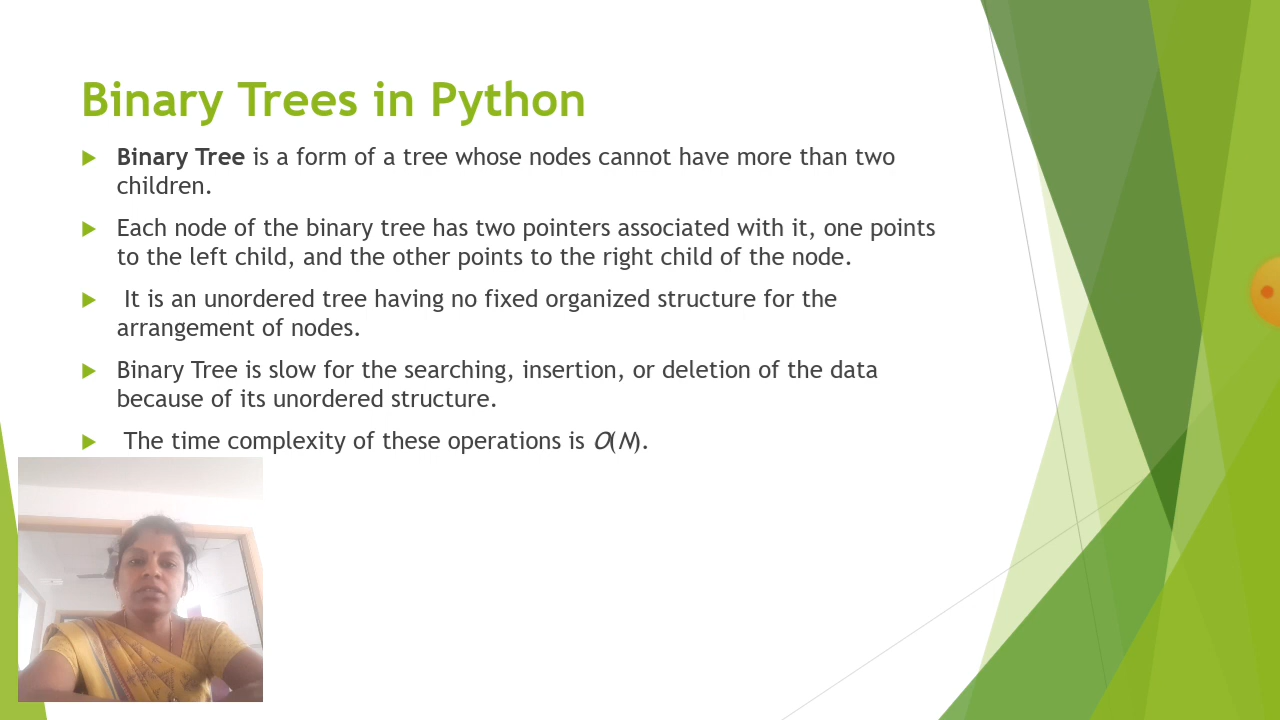 Binary Trees in Python
Binary Tree is a form of a tree whose nodes cannot have more than two
children.
Each node of the binary tree has two pointers associated with it, one points
to the left child, and the other points to the right child of the node.
It is an unordered tree having no fixed organized structure for the
arrangement of nodes.
Binary Tree is slow for the searching, insertion, or deletion of the data
because of its unordered structure.
The time complexity of these operations is O(N).